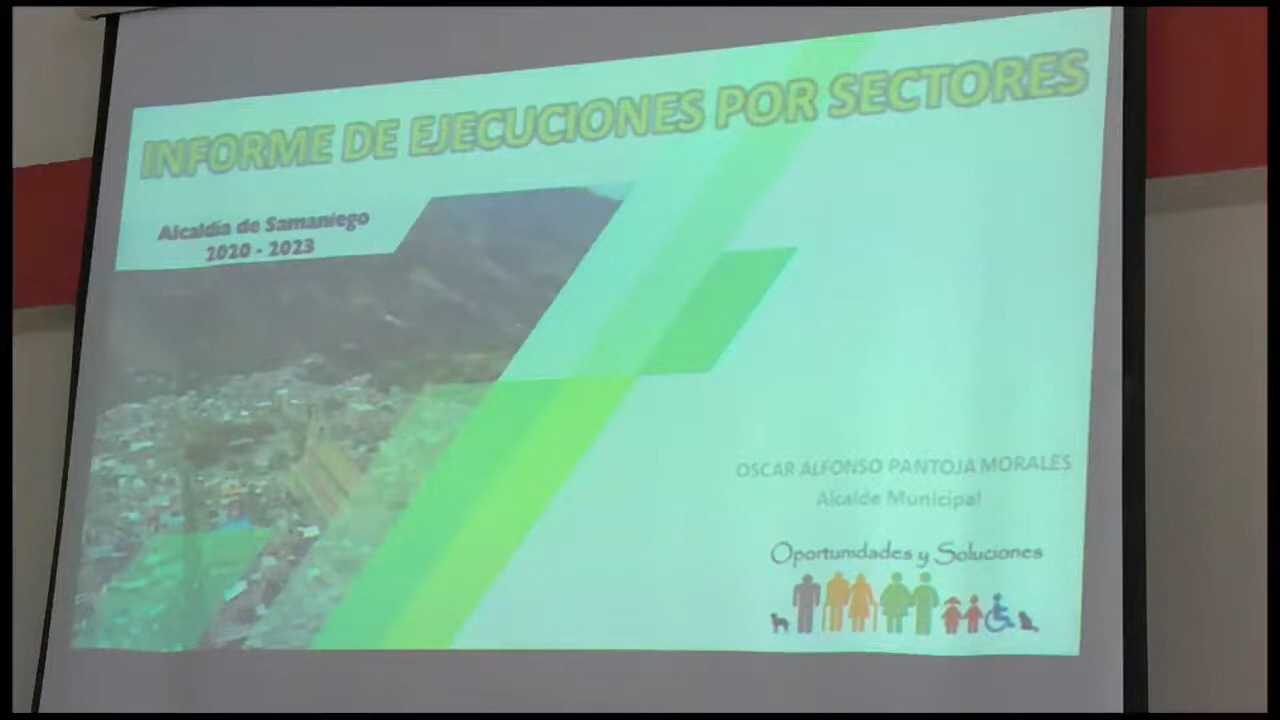 INFORME DE EJECUCIONES POR SECTORES
Alcaldía de Samaniego
2020 - 2023
OSCAR ALFONSO PANTOJA MORALES
Alcalde Municipal
Oportunidades y Soluciones